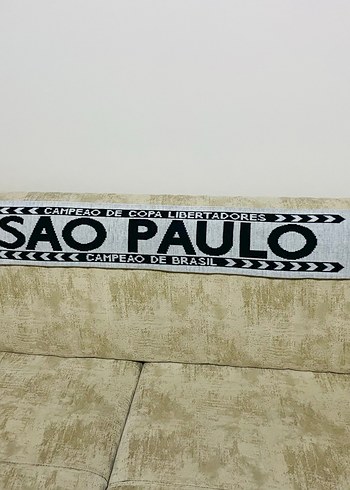 CAMPEAO DE COPA LIBERTADORES
SAO PAULO
CAMPEAO DE BRASIL